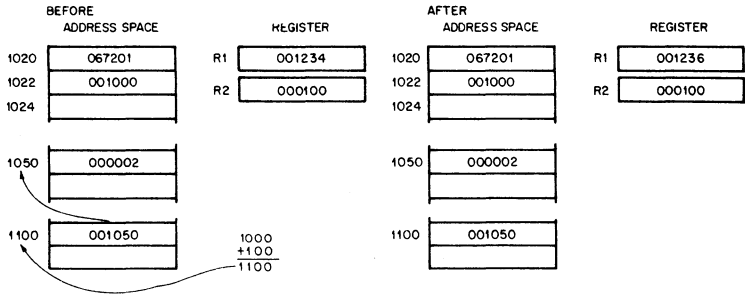 BEFORE
ADDRESS SPACE
REGISTER
AFTER
ADDRESS SPACE
REGISTER
1020 067201
1022 001000
1024
R1 001234
R2 000100
1020 067201
1022 001000
1024
R1 001236
R2 000100
1050 000002
1050 000002
1100 001050
1000
+100
1100
1100 001050